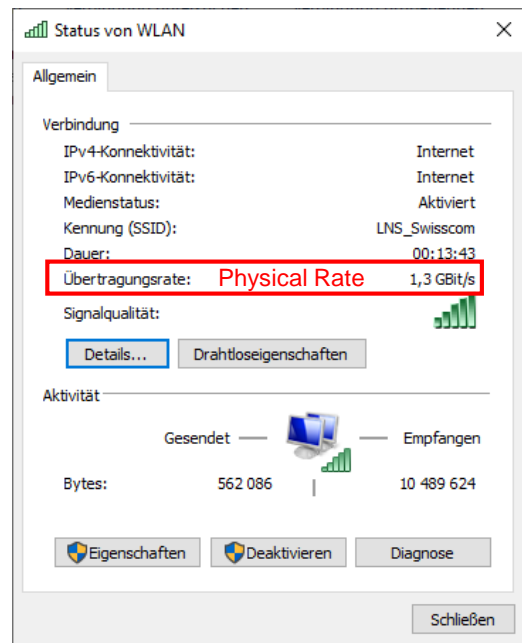 Status von WLAN
Allgemein
Verbindung
IPv4-Konnektivität: Internet
IPv6-Konnektivität: Internet
Medienstatus: Aktiviert
Kennung (SSID): LNS_Swisscom
Dauer: 00:13:43
Übertragungsrate: Physical Rate 1,3 GBit/s
Signalqualität:
Details... Drahtloseigenschaften
Aktivität
Gesendet Empfangen
Bytes: 562 086 10 489 624
Eigenschaften Deaktivieren Diagnose
Schließen